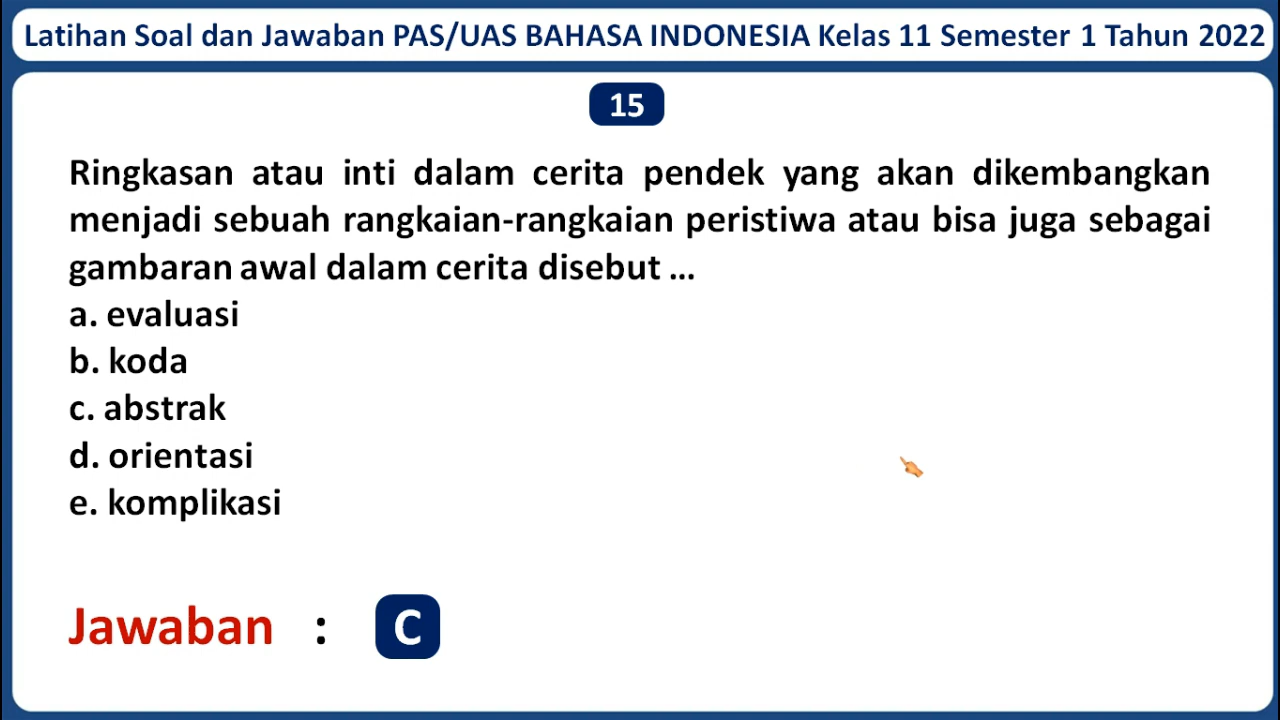 Latihan Soal dan Jawaban PAS/UAS BAHASA INDONESIA Kelas 11 Semester 1 Tahun 2022
15
Ringkasan atau inti dalam cerita pendek yang akan dikembangkan
menjadi sebuah rangkaian-rangkaian peristiwa atau bisa juga sebagai
gambaran awal dalam cerita disebut ...
a. evaluasi
b. koda
c. abstrak
d. orientasi
e. komplikasi
Jawaban : C